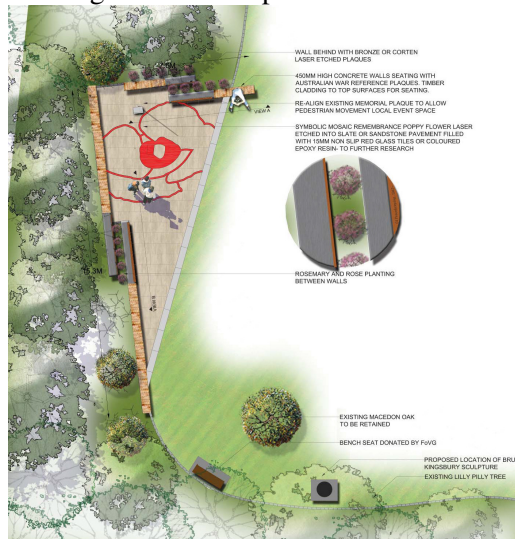 WALL BEHIND WITH BRONZE OR CORTEN
LASER ETCHED PLAQUES
450MM HIGH CONCRETE WALLS SEATING WITH
AUSTRALIAN WAR REFERENCE PLAQUES. TIMBER
CLADDING TO TOP SURFACES FOR SEATING.
RE-ALIGN EXISTING MEMORIAL PLAQUE TO ALLOW
PEDESTRIAN MOVEMENT LOCAL EVENT SPACE
VIEW A
SYMBOLIC MOSAIC REMEMBRANCE POPPY FLOWER LASER
ETCHED INTO SLATE OR SANDSTONE PAVEMENT FILLED
WITH 15MM NON SLIP RED GLASS TILES OR COLOURED
EPOXY RESIN- TO FURTHER RESEARCH
15.3M
ROSEMARY AND ROSE PLANTING
BETWEEN WALLS
VIEW B
EXISTING MACEDON OAK
TO BE RETAINED
BENCH SEAT DONATED BY FoVG
PROPOSED LOCATION OF BRU
KINGSBURY SCULPTURE
EXISTING LILLY PILLY TREE